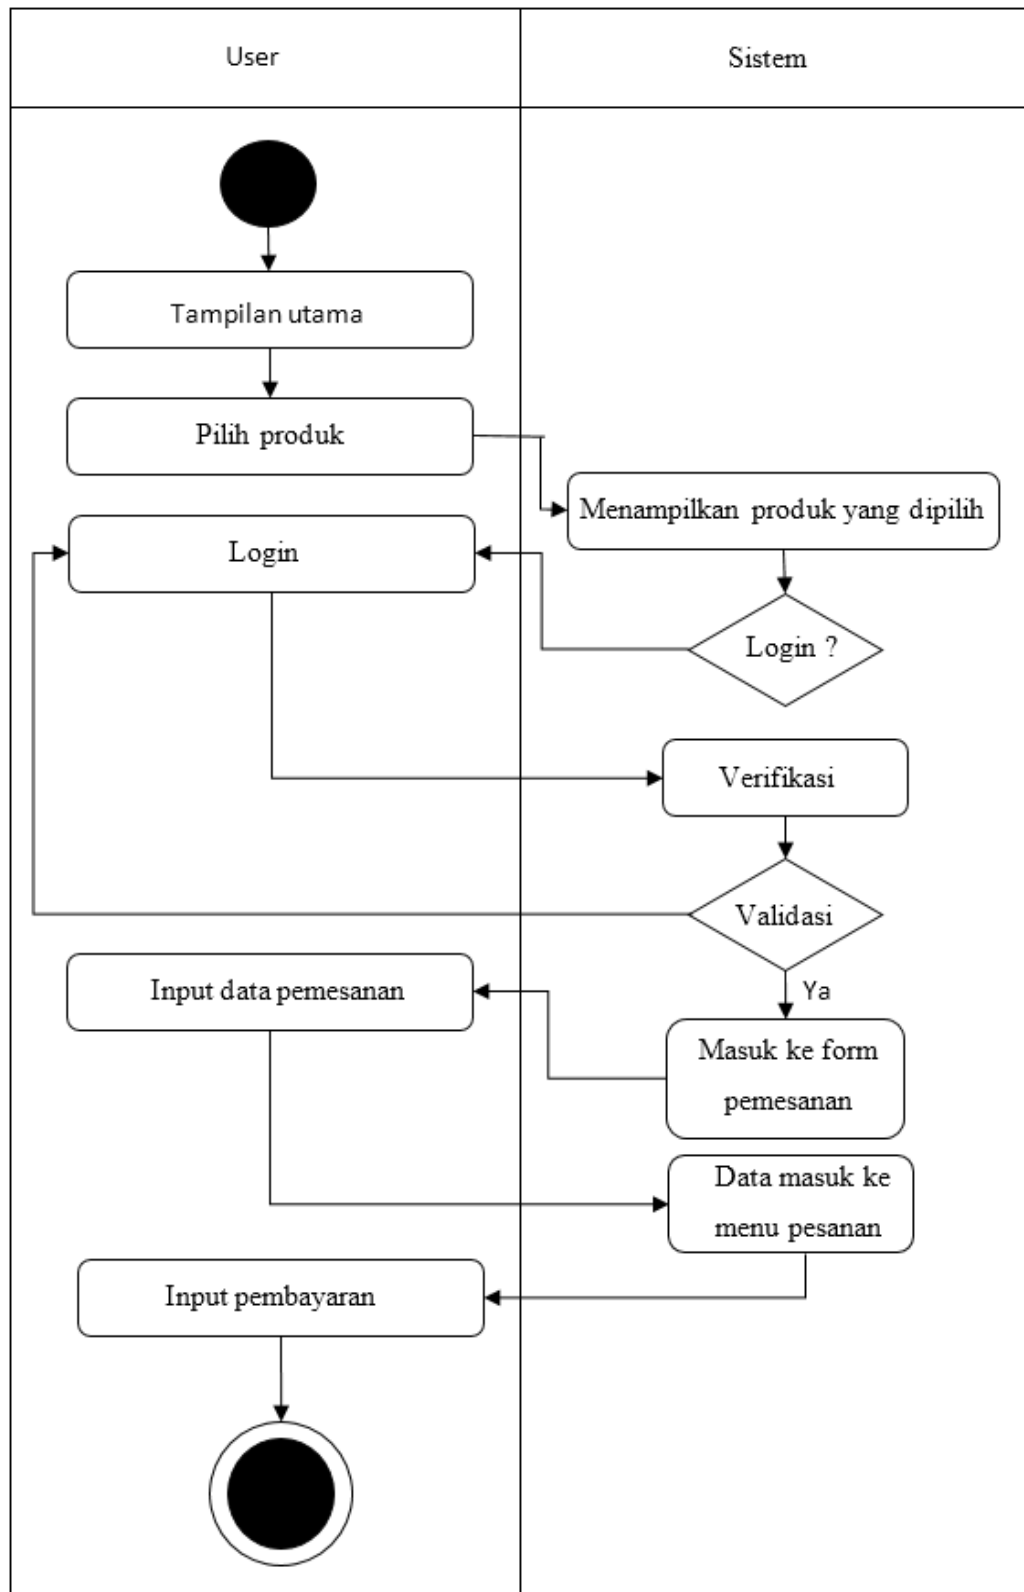 User
Sistem
Tampilan utama
Pilih produk
Menampilkan produk yang dipilih
Login
Login ?
Verifikasi
Validasi
Ya
Input data pemesanan
Masuk ke form
pemesanan
Data masuk ke
menu pesanan
Input pembayaran